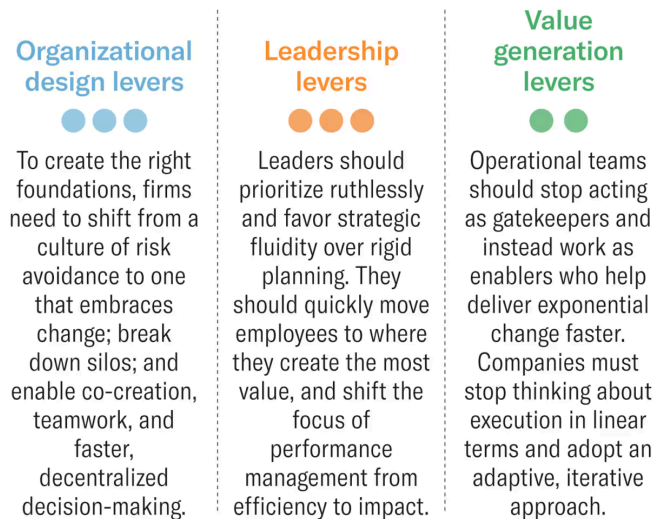 Organizational
design levers
To create the right
foundations, firms
need to shift from a
culture of risk
avoidance to one
that embraces
change; break
down silos; and
enable co-creation,
teamwork, and
faster,
decentralized
decision-making.
Leadership
levers
Leaders should
prioritize ruthlessly
and favor strategic
fluidity over rigid
planning. They
should quickly move
employees to where
they create the most
value, and shift the
focus of
performance
management from
efficiency to impact.
Value
generation
levers
Operational teams
should stop acting
as gatekeepers and
instead work as
enablers who help
deliver exponential
change faster.
Companies must
stop thinking about
execution in linear
terms and adopt an
adaptive, iterative
approach.